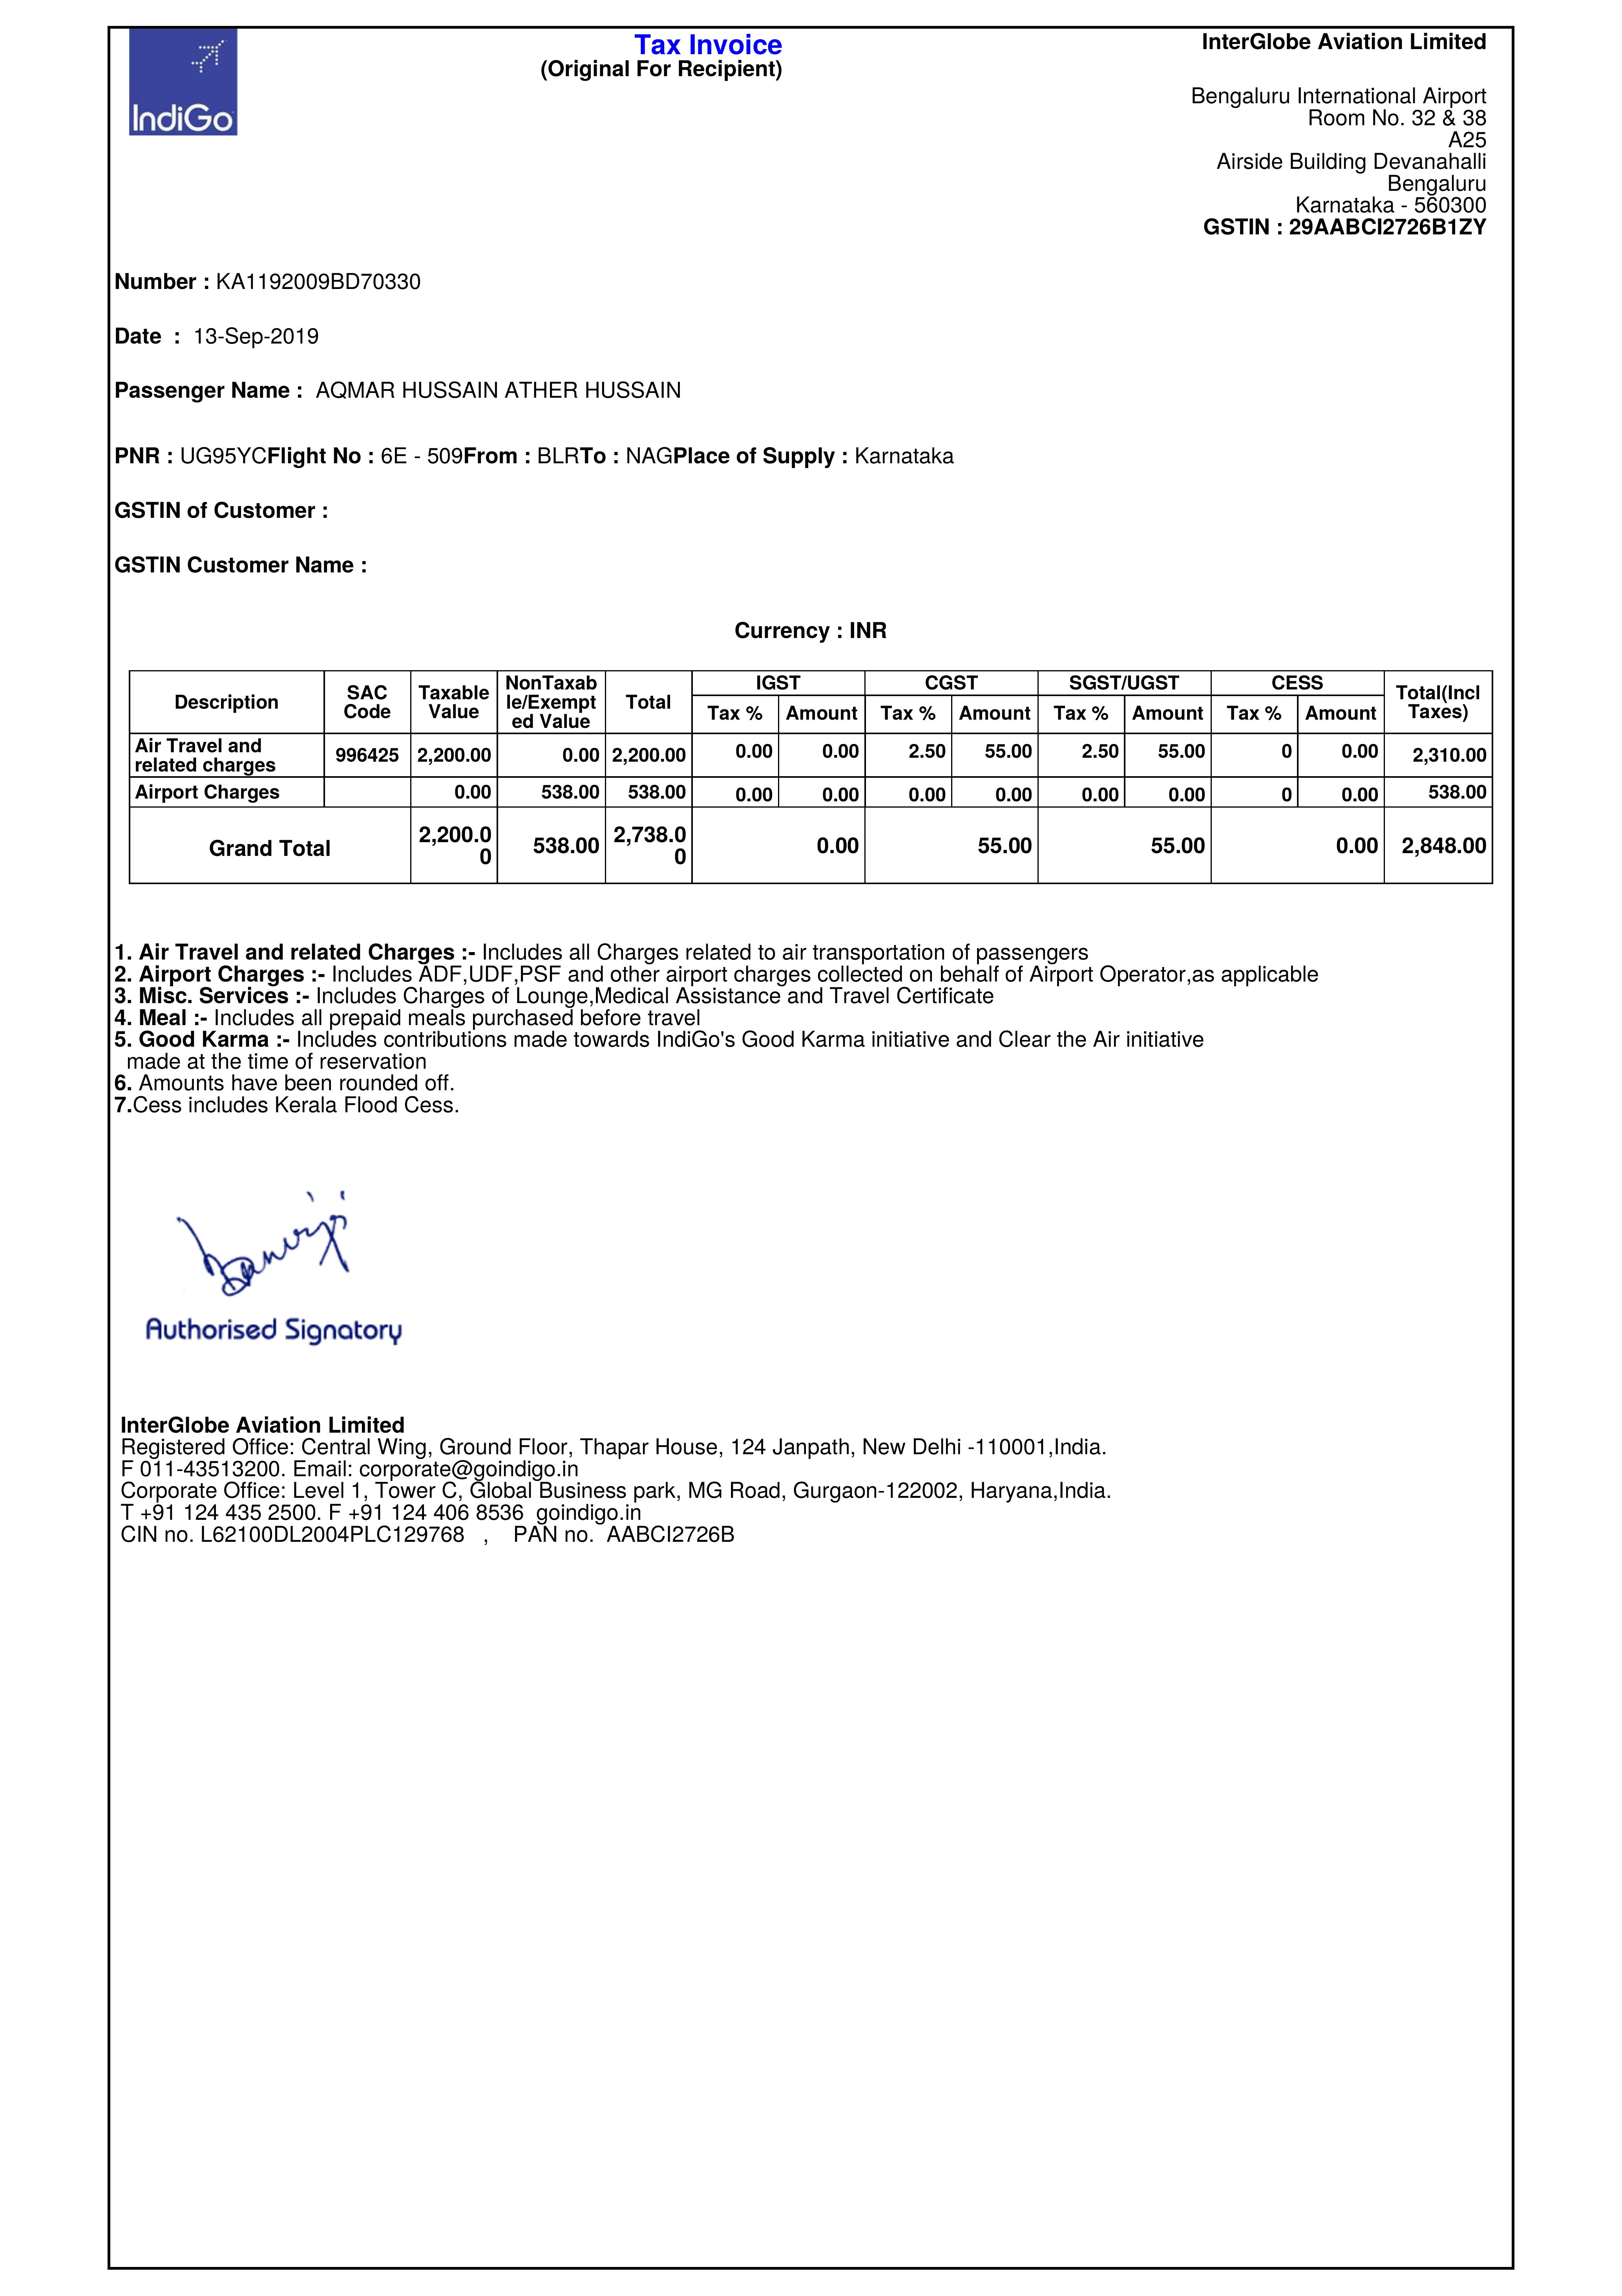 IndiGo
Tax Invoice
(Original For Recipient)
InterGlobe Aviation Limited
Bengaluru International Airport
Room No. 32 & 38
A25
Airside Building Devanahalli
Bengaluru
Karnataka - 560300
GSTIN : 29AABCI2726B1ZY
Number : KA1192009BD70330
Date : 13-Sep-2019
Passenger Name : AQMAR HUSSAIN ATHER HUSSAIN
PNR : UG95YCFlight No : 6E - 509From : BLRTo : NAGPlace of Supply : Karnataka
GSTIN of Customer :
GSTIN Customer Name :
Currency : INR
Description SAC Code Taxable Value NonTaxable/Exempted Value Total IGST CGST SGST/UGST CESS Total(Incl Taxes)
Tax % Amount Tax % Amount Tax % Amount Tax % Amount
Air Travel and related charges 996425 2,200.00 0.00 2,200.00 0.00 0.00 2.50 55.00 2.50 55.00 0 0.00 2,310.00
Airport Charges 0.00 538.00 538.00 0.00 0.00 0.00 0.00 0.00 0.00 0 0.00 538.00
Grand Total 2,200.00 538.00 2,738.00 0.00 55.00 55.00 0.00 2,848.00
1. Air Travel and related Charges :- Includes all Charges related to air transportation of passengers
2. Airport Charges :- Includes ADF,UDF,PSF and other airport charges collected on behalf of Airport Operator,as applicable
3. Misc. Services :- Includes Charges of Lounge,Medical Assistance and Travel Certificate
4. Meal :- Includes all prepaid meals purchased before travel
5. Good Karma :- Includes contributions made towards IndiGo's Good Karma initiative and Clear the Air initiative
made at the time of reservation
6. Amounts have been rounded off.
7.Cess includes Kerala Flood Cess.
Authorised Signatory
InterGlobe Aviation Limited
Registered Office: Central Wing, Ground Floor, Thapar House, 124 Janpath, New Delhi -110001,India.
F 011-43513200. Email: corporate@goindigo.in
Corporate Office: Level 1, Tower C, Global Business park, MG Road, Gurgaon-122002, Haryana,India.
T +91 124 435 2500. F +91 124 406 8536 goindigo.in
CIN no. L62100DL2004PLC129768 , PAN no. AABCI2726B